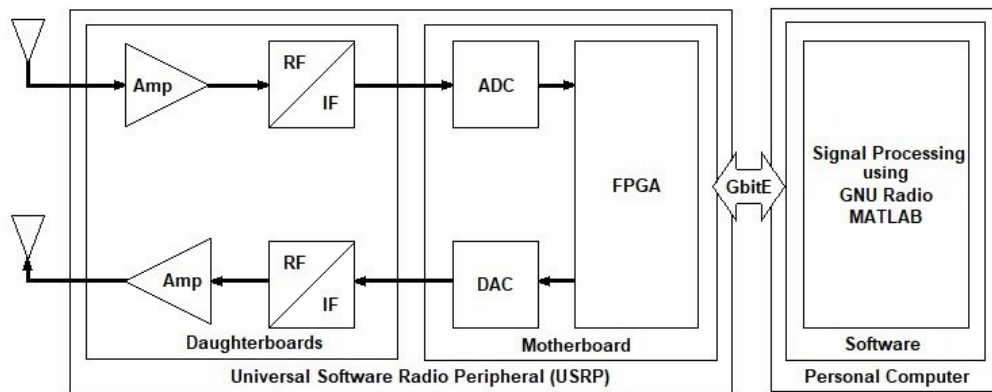 Amp
RF
IF
ADC
FPGA
GbitE
Signal Processing
using
GNU Radio
MATLAB
Amp
RF
IF
DAC
Daughterboards
Motherboard
Software
Universal Software Radio Peripheral (USRP)
Personal Computer